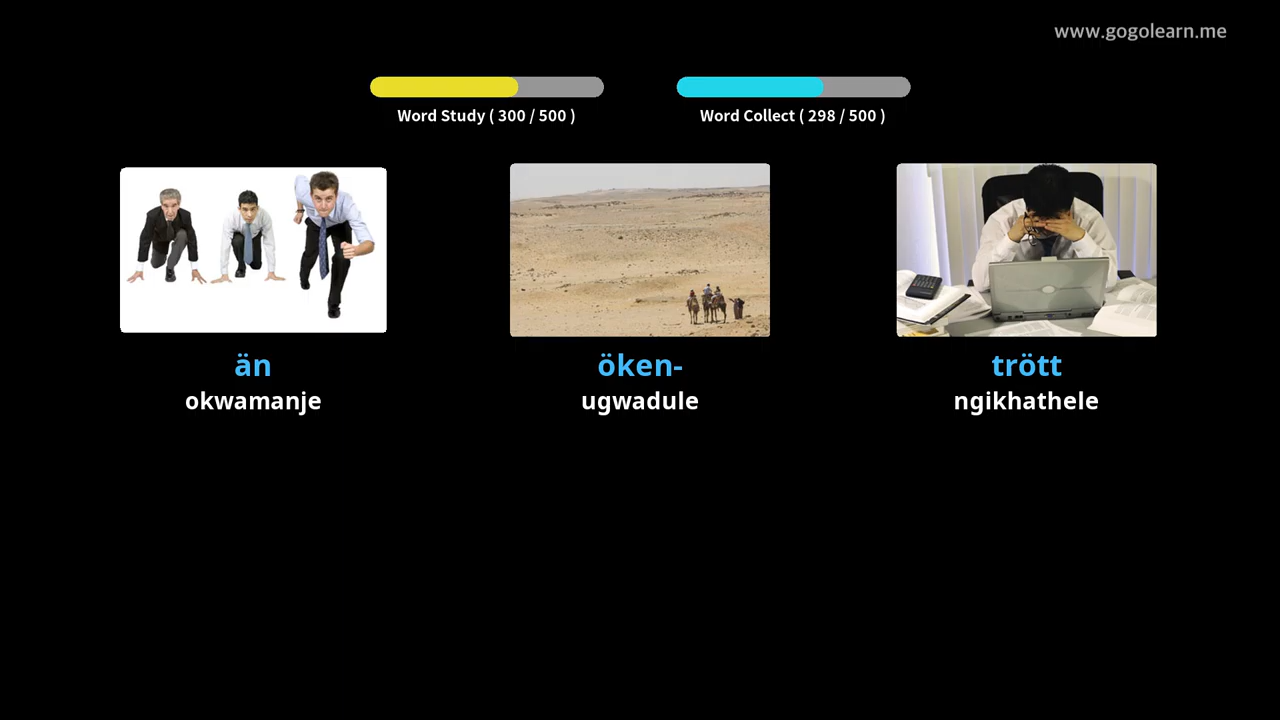 www.gogolearn.me
Word Study ( 300 / 500 )
Word Collect ( 298 / 500 )
än
okwamanje
öken-
ugwadule
trött
ngikhathele